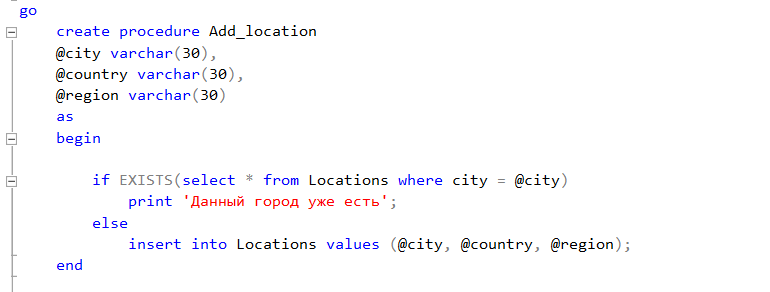 go
create procedure Add_location
@city varchar(30),
@country varchar(30),
@region varchar(30)
as
begin
if EXISTS(select * from Locations where city = @city)
print 'Данный город уже есть';
else
insert into Locations values (@city, @country, @region);
end